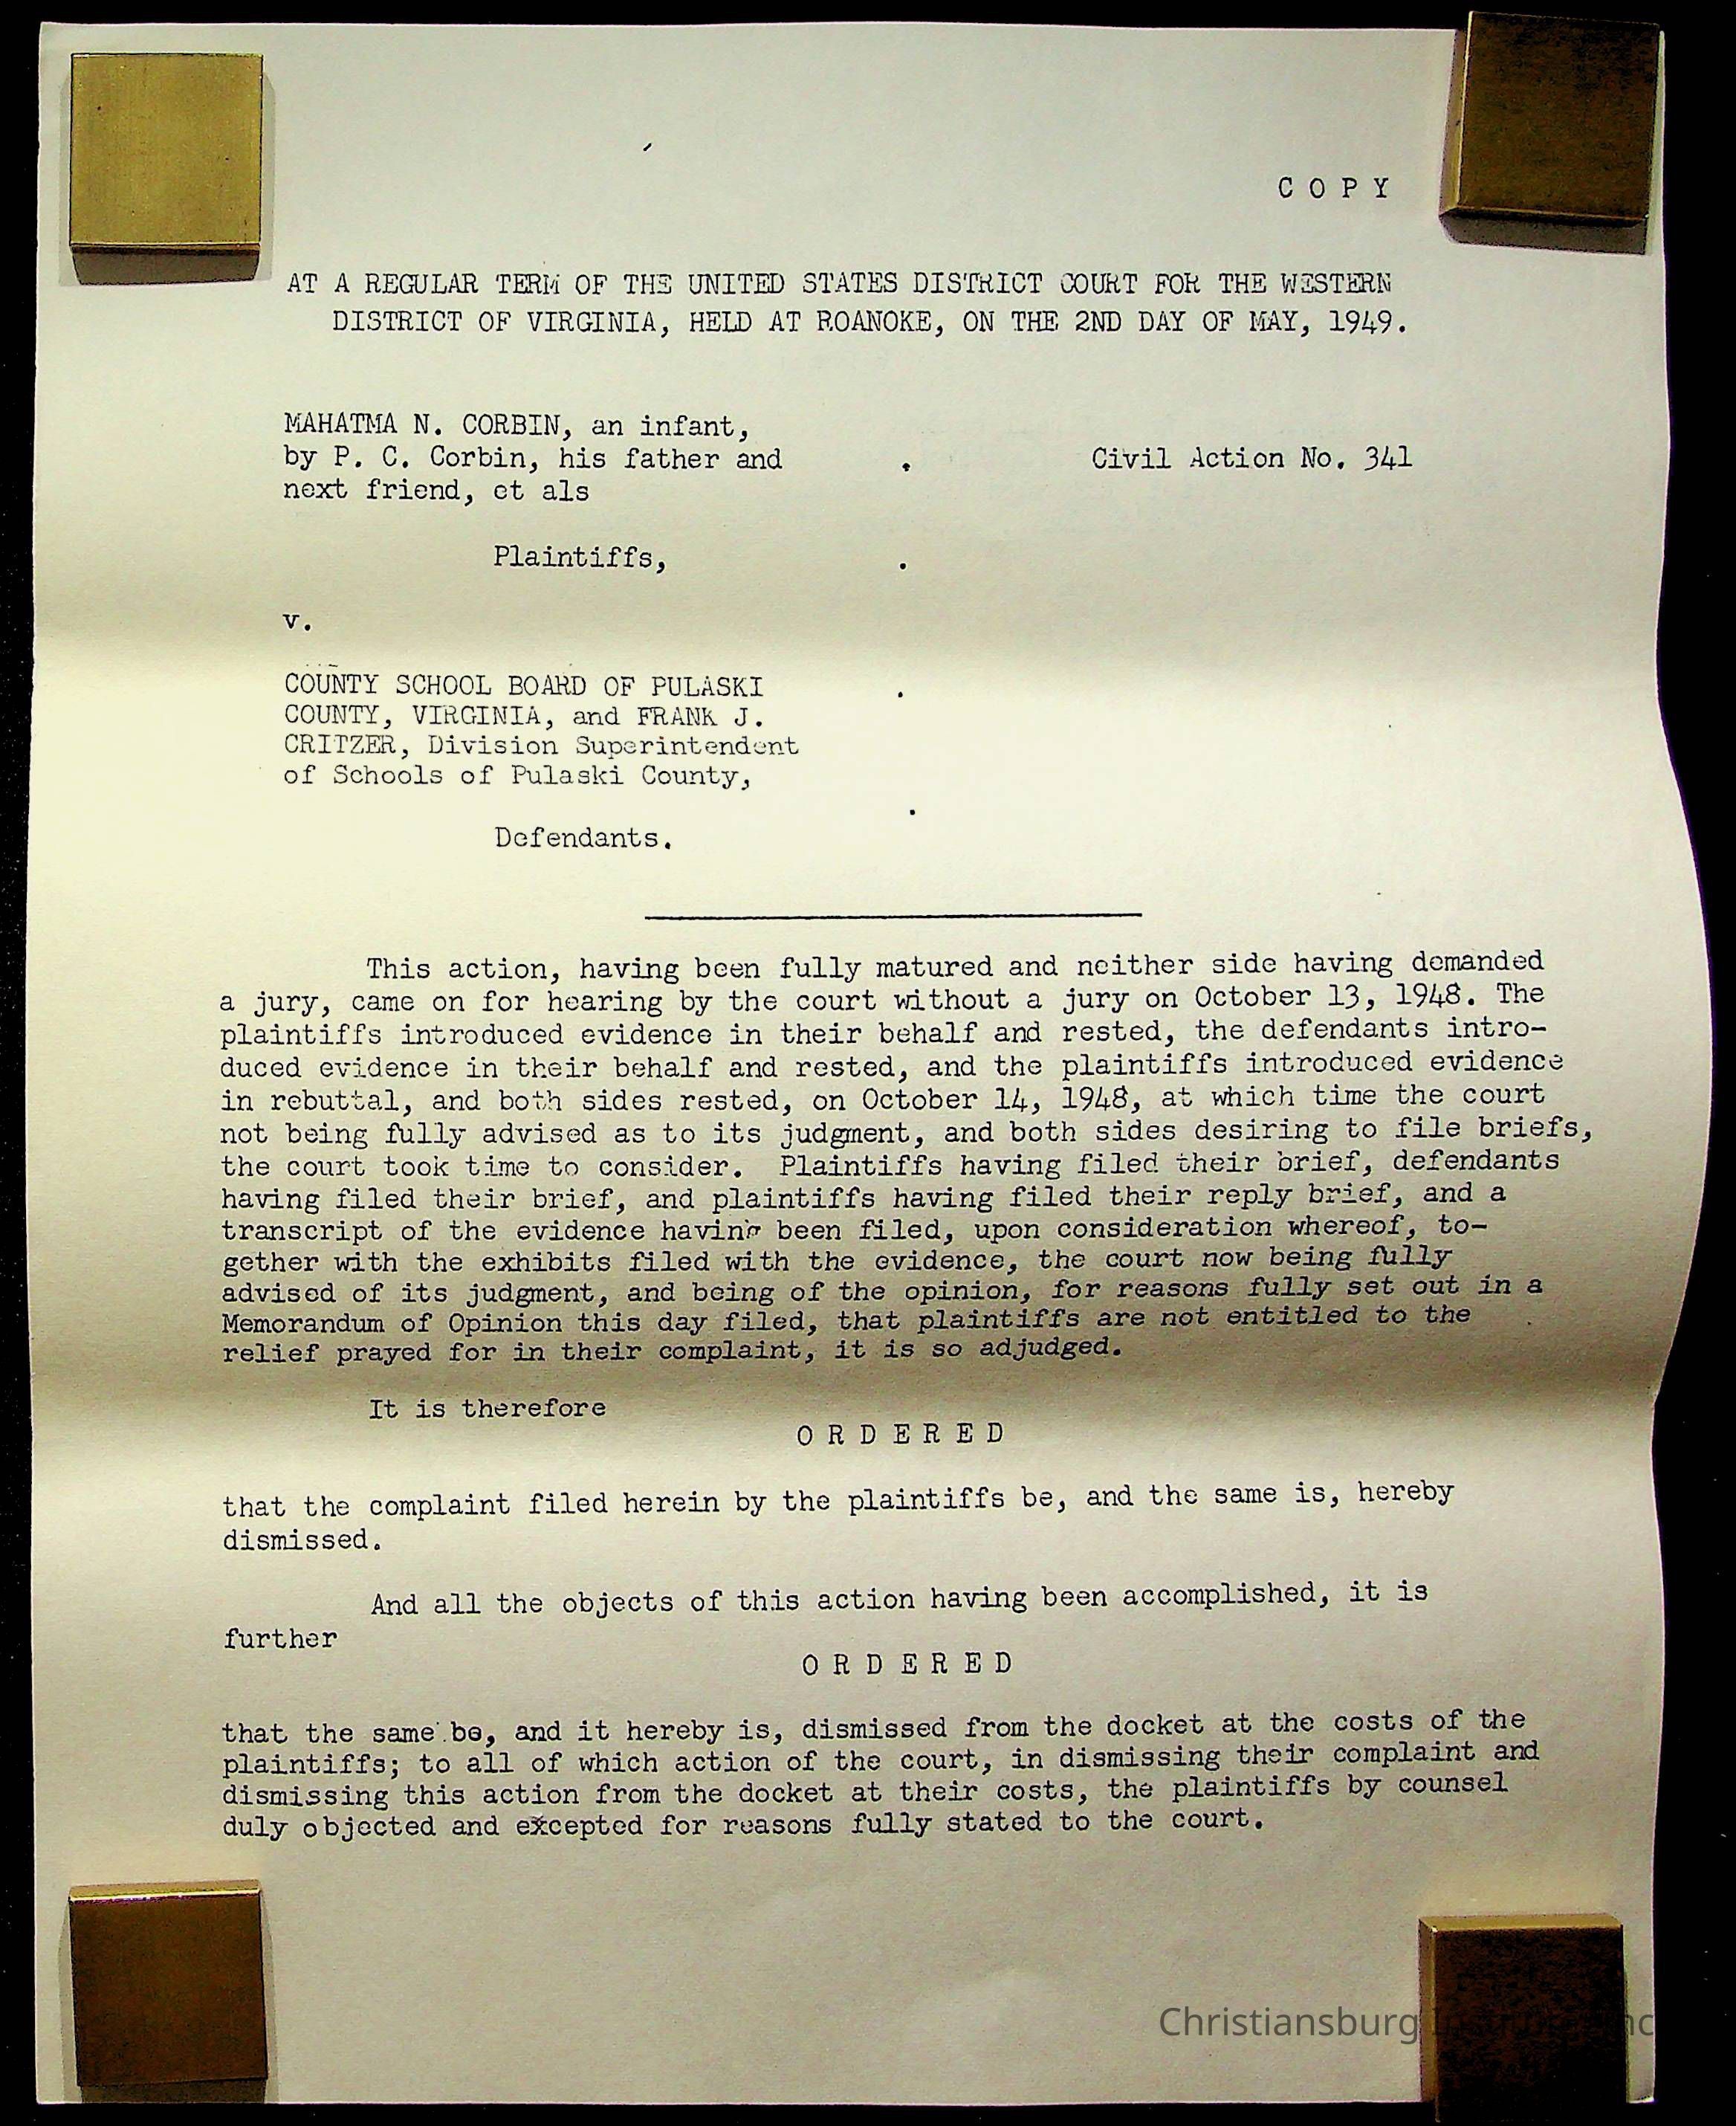 C O P Y
AT A REGULAR TERM OF THE UNITED STATES DISTRICT COURT FOR THE WESTERN
DISTRICT OF VIRGINIA, HELD AT ROANOKE, ON THE 2ND DAY OF MAY, 1949.
MAHATMA N. CORBIN, an infant,
by P. C. Corbin, his father and . Civil Action No. 341
next friend, et als
Plaintiffs, .
v.
COUNTY SCHOOL BOARD OF PULASKI .
COUNTY, VIRGINIA, and FRANK J.
CRITZER, Division Superintendent
of Schools of Pulaski County,
.
Defendants.
This action, having been fully matured and neither side having demanded
a jury, came on for hearing by the court without a jury on October 13, 1948. The
plaintiffs introduced evidence in their behalf and rested, the defendants intro-
duced evidence in their behalf and rested, and the plaintiffs introduced evidence
in rebuttal, and both sides rested, on October 14, 1948, at which time the court
not being fully advised as to its judgment, and both sides desiring to file briefs,
the court took time to consider. Plaintiffs having filed their brief, defendants
having filed their brief, and plaintiffs having filed their reply brief, and a
transcript of the evidence having been filed, upon consideration whereof, to-
gether with the exhibits filed with the evidence, the court now being fully
advised of its judgment, and being of the opinion, for reasons fully set out in a
Memorandum of Opinion this day filed, that plaintiffs are not entitled to the
relief prayed for in their complaint, it is so adjudged.
It is therefore
O R D E R E D
that the complaint filed herein by the plaintiffs be, and the same is, hereby
dismissed.
And all the objects of this action having been accomplished, it is
further
O R D E R E D
that the same be, and it hereby is, dismissed from the docket at the costs of the
plaintiffs; to all of which action of the court, in dismissing their complaint and
dismissing this action from the docket at their costs, the plaintiffs by counsel
duly objected and excepted for reasons fully stated to the court.
Christiansburg